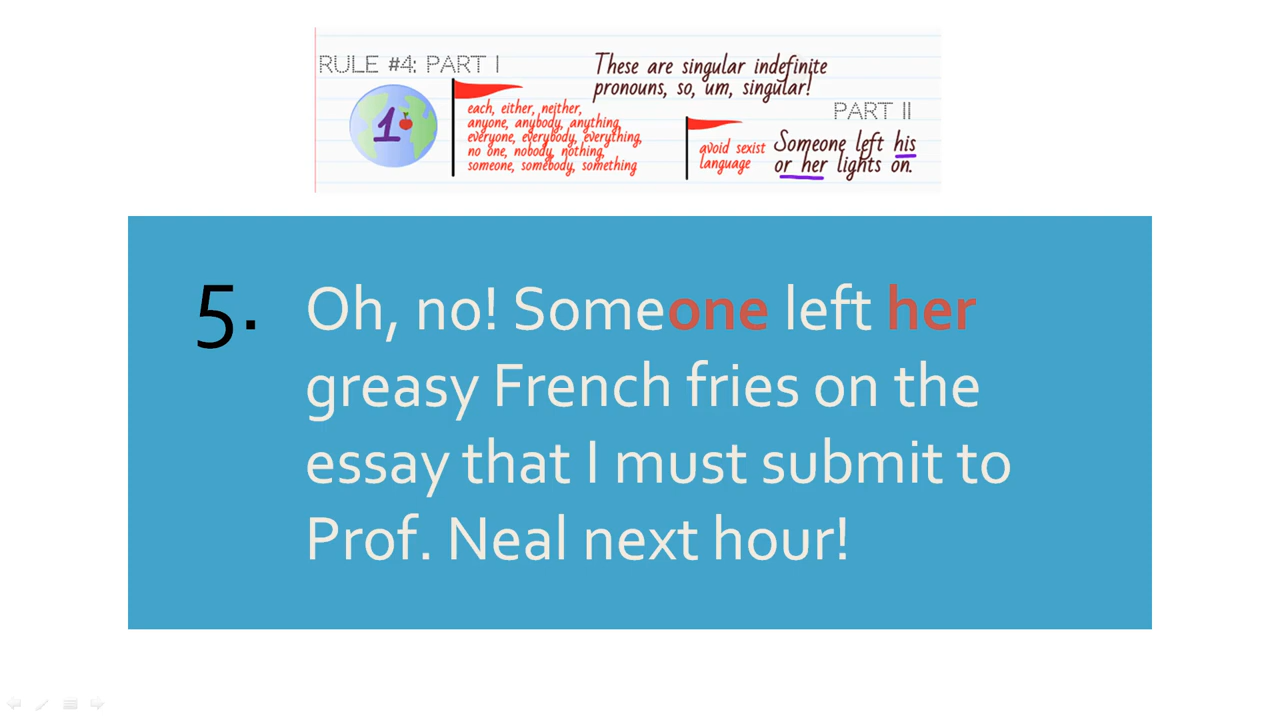 RULE #4: PART I
1
each, either, neither,
anyone, anybody, anything,
everyone, everybody, everything,
no one, nobody, nothing,
someone, somebody, something
These are singular indefinite
pronouns, so, um, singular!
PART II
avoid sexist
language
Someone left his
or her lights on.
5. Oh, no! Someone left her
greasy French fries on the
essay that I must submit to
Prof. Neal next hour!